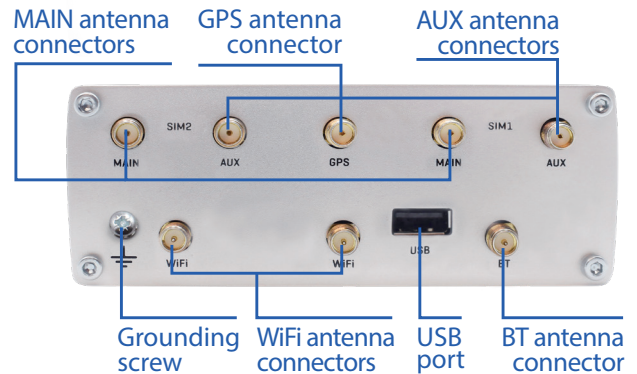 MAIN antenna
connectors
GPS antenna
connector
AUX antenna
connectors
SIM2
SIM1
MAIN
AUX
GPS
MAIN
AUX
WiFi
WiFi
USB
BT
Grounding
screw
WiFi antenna
connectors
USB
port
BT antenna
connector